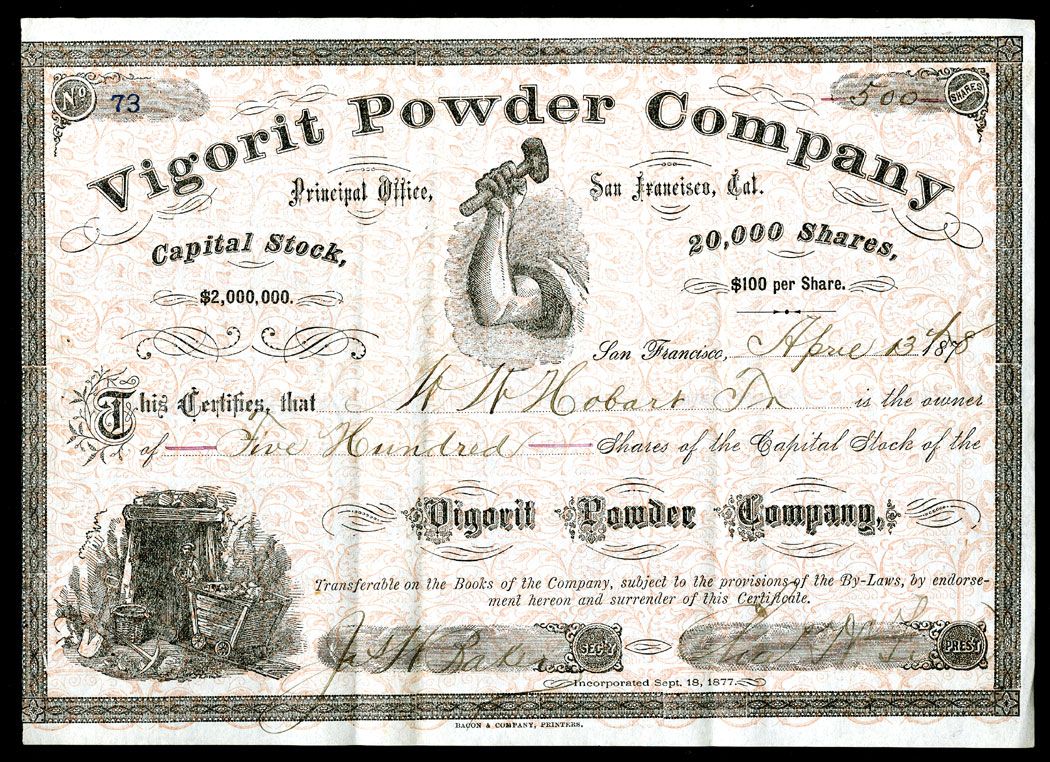 No 73
500 SHARES
Vigorit Powder Company
Principal Office, San Francisco, Cal.
Capital Stock, 20,000 Shares,
$2,000,000. $100 per Share.
San Francisco, April 13th 1878
This Certifies, that W W Hobart Tr is the owner
of Five Hundred Shares of the Capital Stock of the
Vigorit Powder Company,
Transferable on the Books of the Company, subject to the provisions of the By-Laws, by endorse-
ment hereon and surrender of this Certificate.
Jas H Baker SEC'Y PREST
Incorporated Sept. 18, 1877.
BACON & COMPANY, PRINTERS.